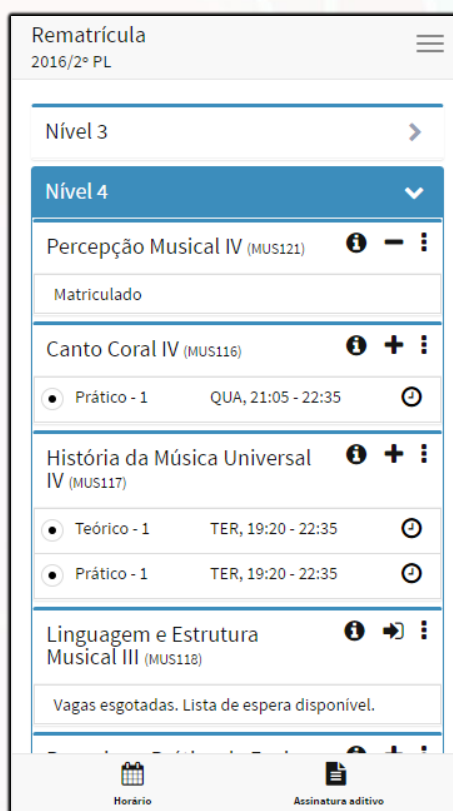 Rematrícula
2016/2º PL
Nível 3
Nível 4
Percepção Musical IV (MUS121)
Matriculado
Canto Coral IV (MUS116)
Prático - 1 QUA, 21:05 - 22:35
História da Música Universal
IV (MUS117)
Teórico - 1 TER, 19:20 - 22:35
Prático - 1 TER, 19:20 - 22:35
Linguagem e Estrutura
Musical III (MUS118)
Vagas esgotadas. Lista de espera disponível.
Horário Assinatura aditivo